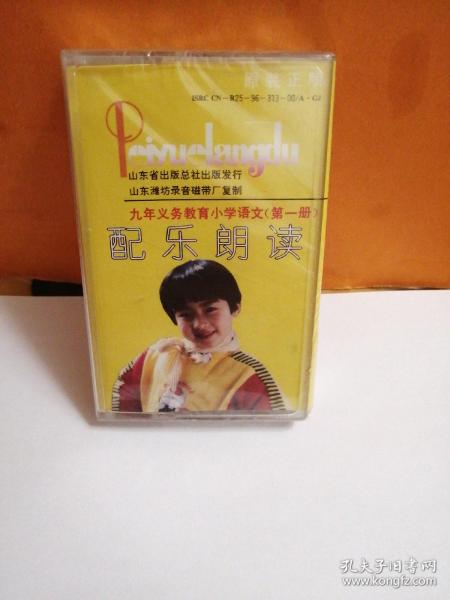 原装正版
ISRC CN-R25-96-313-00/A·G4
Peiyuelangdu
山东省出版总社出版发行
山东潍坊录音磁带厂复制
九年义务教育小学语文(第一册)
配乐朗读
孔夫子旧书网
www.kongfz.com